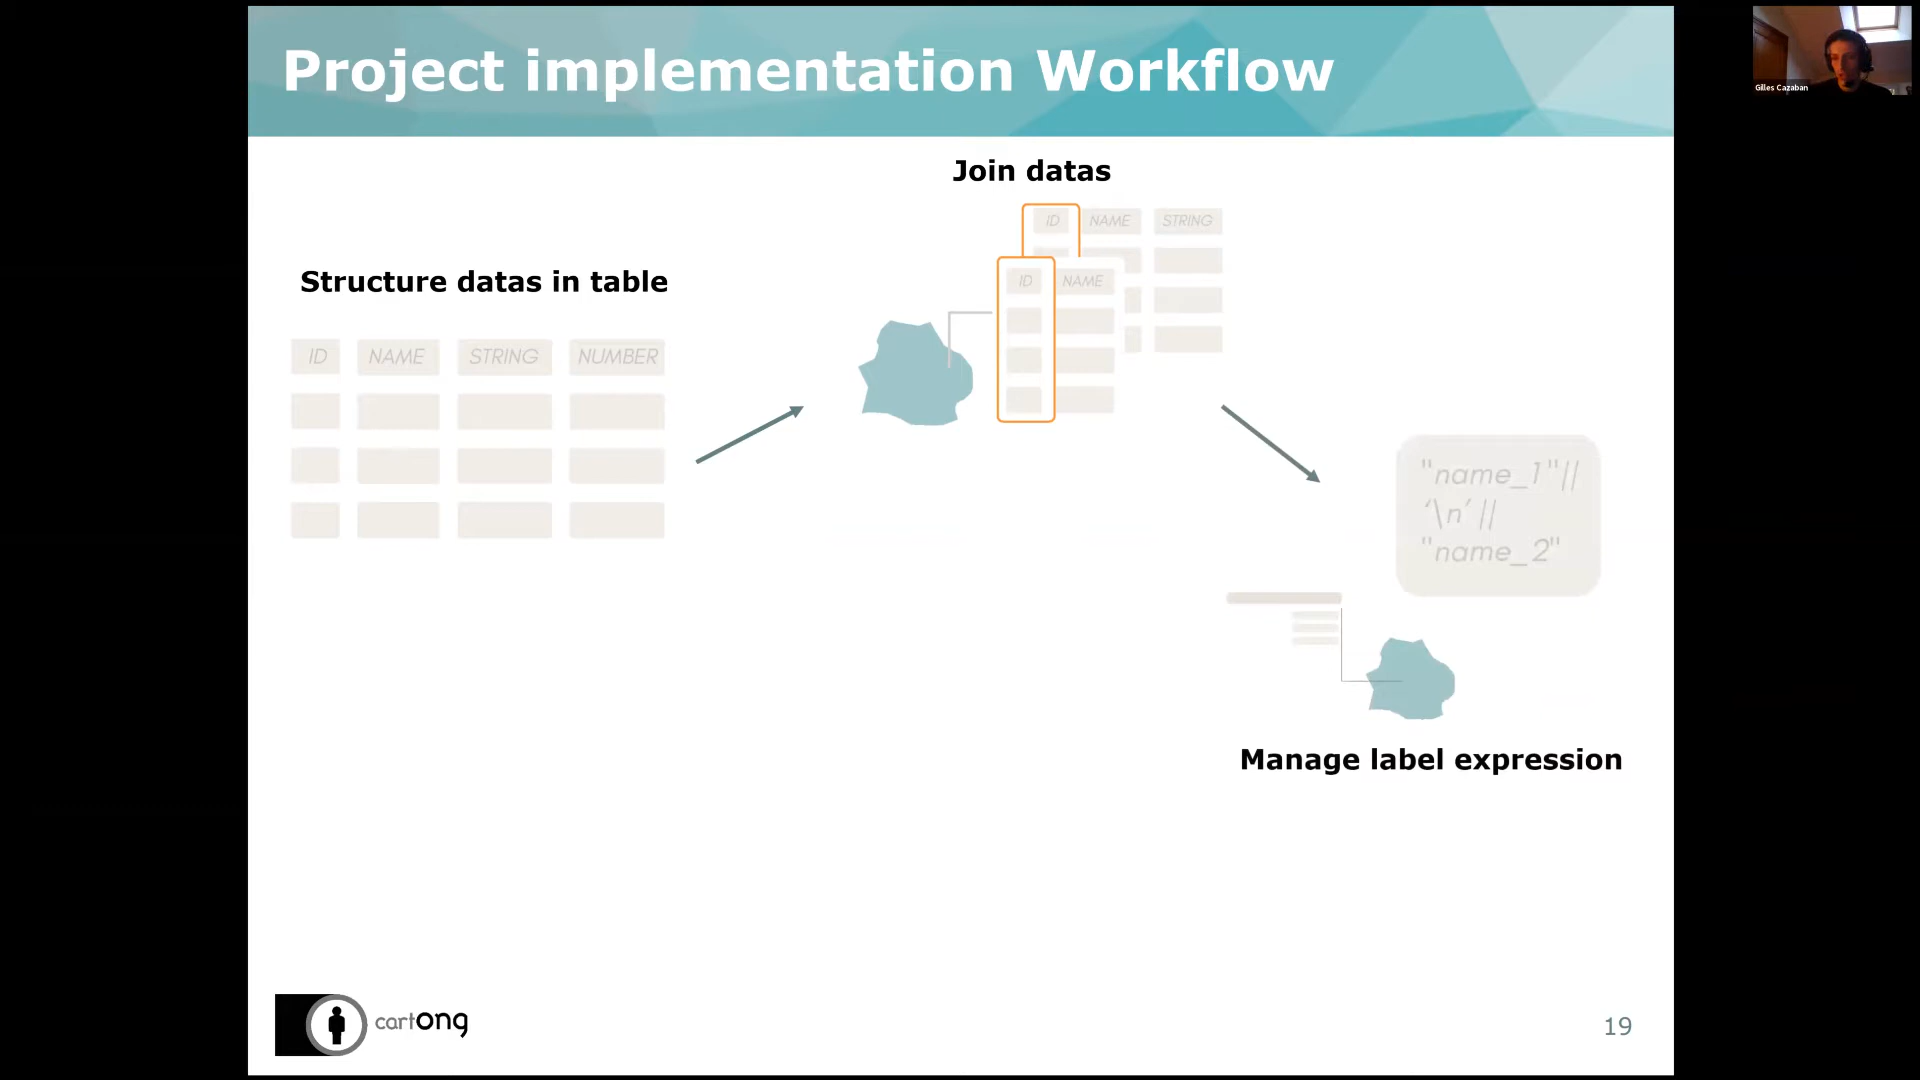 Project implementation Workflow
Gilles Cazaban
Join datas
ID NAME STRING
ID NAME
Structure datas in table
ID NAME STRING NUMBER
"name_1"||
‘\n’ ||
"name_2"
Manage label expression
cartong
19